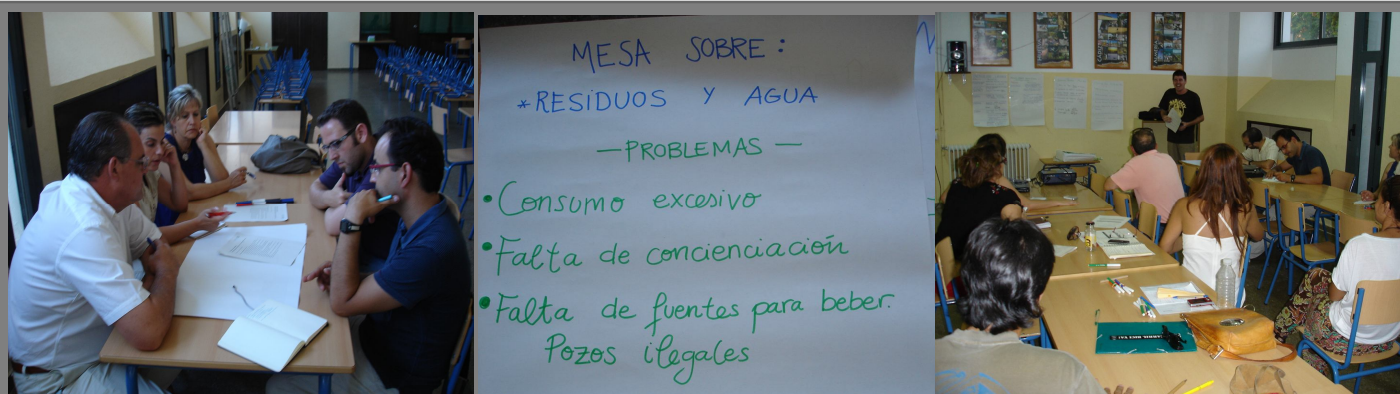 MESA SOBRE:
*RESIDUOS Y AGUA
—PROBLEMAS—
•Consumo excesivo
•Falta de concienciación
•Falta de fuentes para beber.
Pozos ilegales